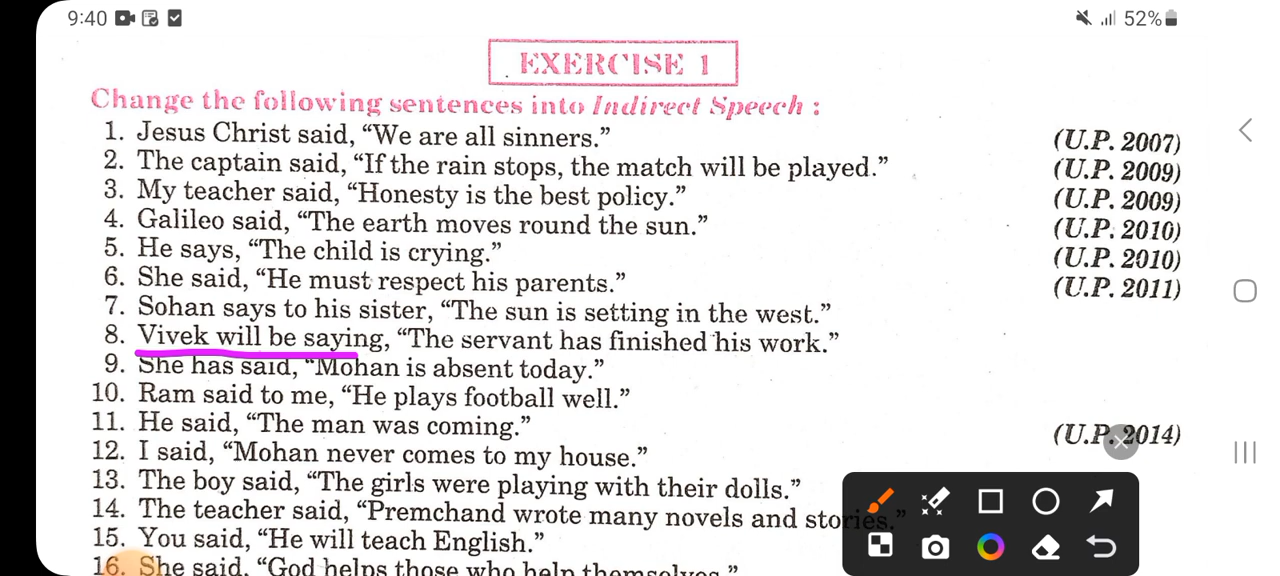 9:40
52%
EXERCISE 1
Change the following sentences into Indirect Speech :
1. Jesus Christ said, “We are all sinners.” (U.P. 2007)
2. The captain said, “If the rain stops, the match will be played.” (U.P. 2009)
3. My teacher said, “Honesty is the best policy.” (U.P. 2009)
4. Galileo said, “The earth moves round the sun.” (U.P. 2010)
5. He says, “The child is crying.” (U.P. 2010)
6. She said, “He must respect his parents.” (U.P. 2011)
7. Sohan says to his sister, “The sun is setting in the west.”
8. Vivek will be saying, “The servant has finished his work.”
9. She has said, “Mohan is absent today.”
10. Ram said to me, “He plays football well.”
11. He said, “The man was coming.” (U.P. 2014)
12. I said, “Mohan never comes to my house.”
13. The boy said, “The girls were playing with their dolls.”
14. The teacher said, “Premchand wrote many novels and stories.”
15. You said, “He will teach English.”
16. She said, “God helps those who help themselves.”